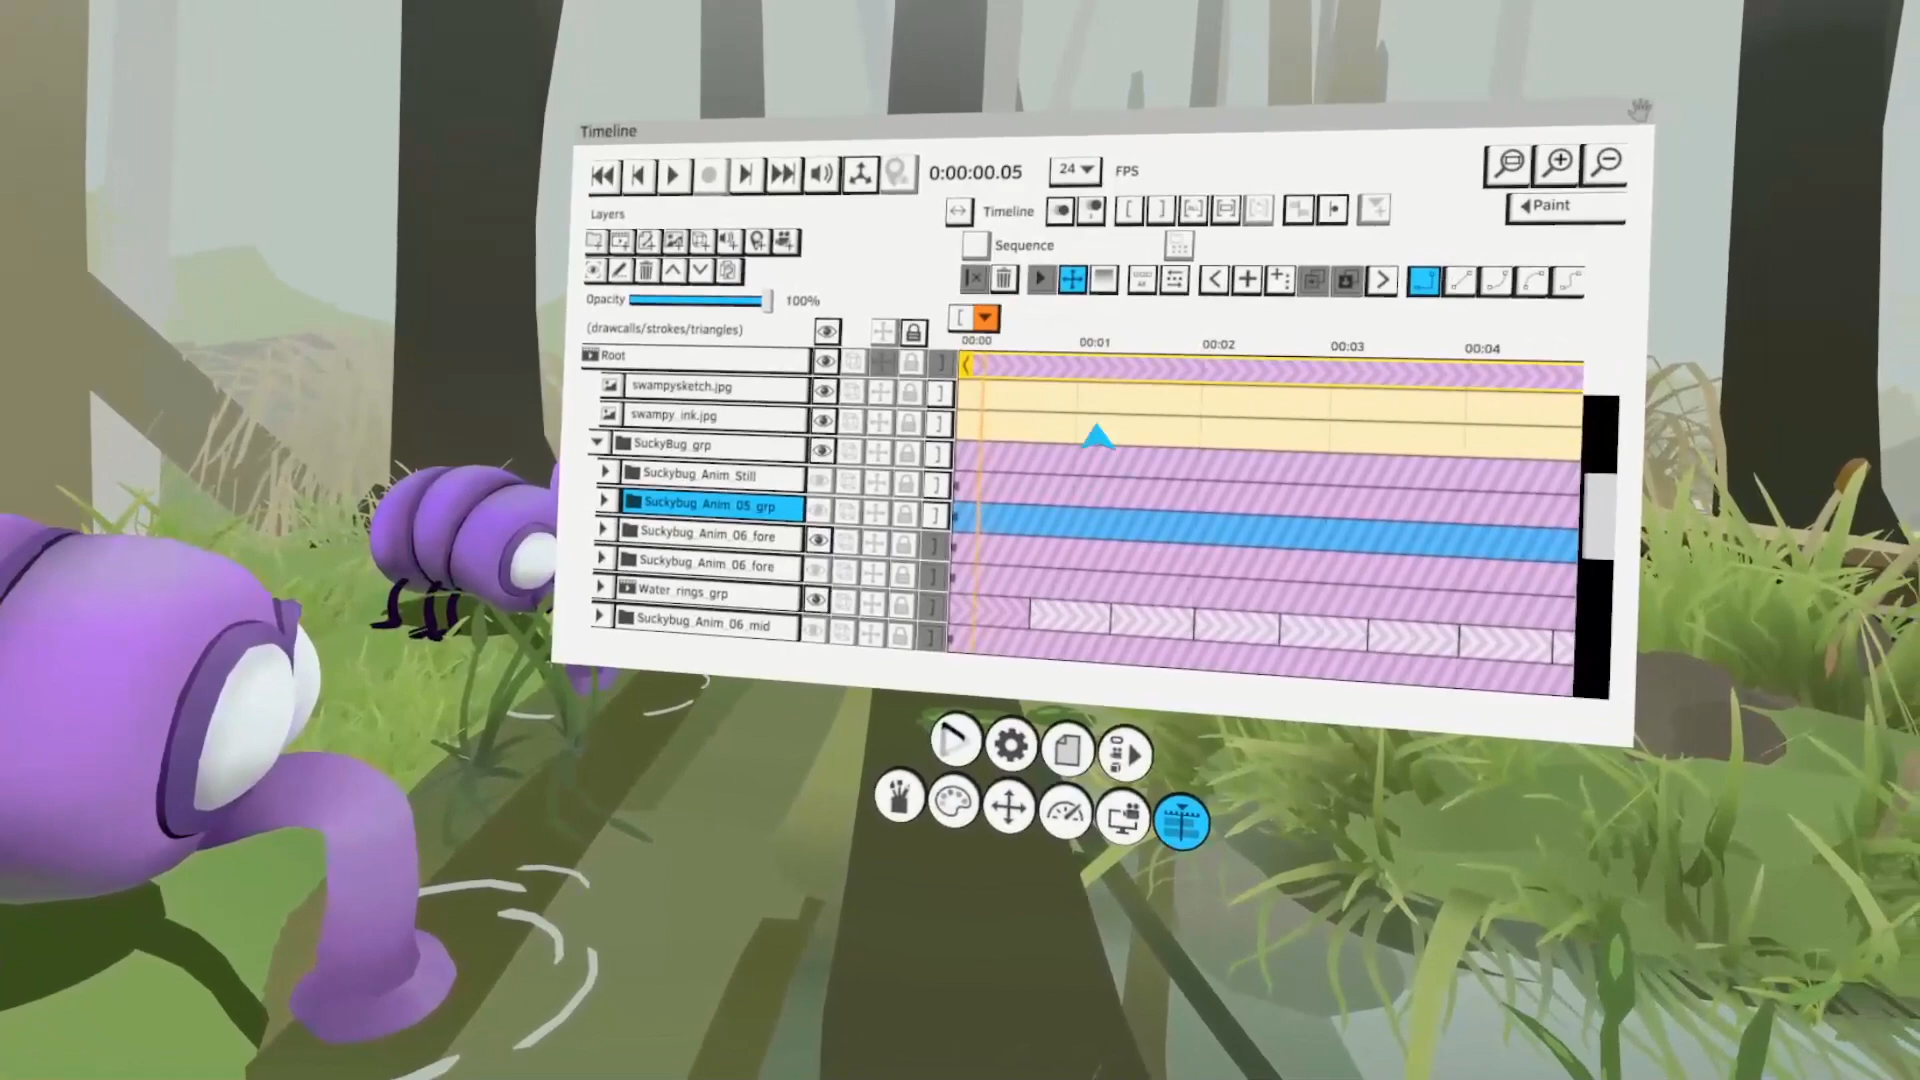 Timeline
0:00:00.05
24
FPS
Timeline
Paint
Layers
Sequence
Opacity
100%
(drawcalls/strokes/triangles)
00:00
00:01
00:02
00:03
00:04
Root
swampysketch.jpg
swampy_ink.jpg
SuckyBug_grp
Suckybug_Anim_Still
Suckybug_Anim_05_grp
Suckybug_Anim_06_fore
Suckybug_Anim_06_fore
Water_rings_grp
Suckybug_Anim_06_mid